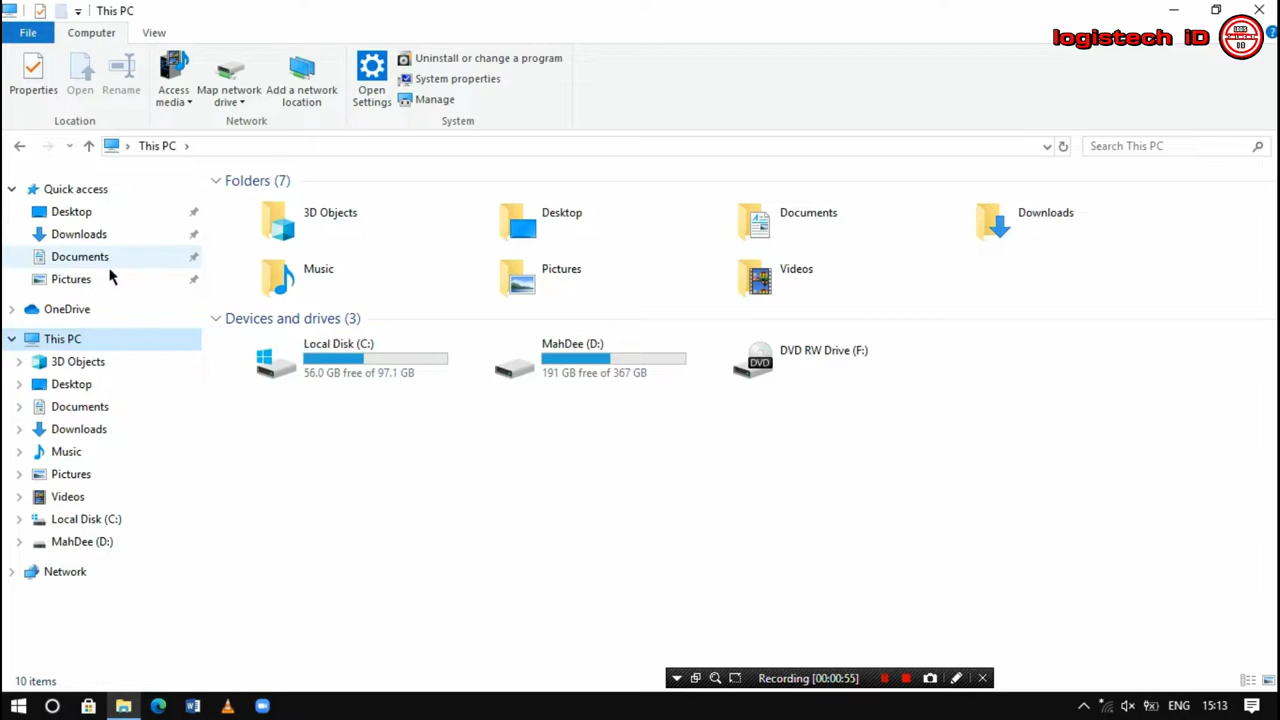 This PC
logistech iD
LOGS
ID
File
Computer
View
Properties
Open
Rename
Access media
Map network drive
Add a network location
Open Settings
Uninstall or change a program
System properties
Manage
Location
Network
System
This PC
Search This PC
Quick access
Desktop
Downloads
Documents
Pictures
OneDrive
This PC
3D Objects
Desktop
Documents
Downloads
Music
Pictures
Videos
Local Disk (C:)
MahDee (D:)
Network
Folders (7)
3D Objects
Desktop
Documents
Downloads
Music
Pictures
Videos
Devices and drives (3)
Local Disk (C:)
56.0 GB free of 97.1 GB
MahDee (D:)
191 GB free of 367 GB
DVD
DVD RW Drive (F:)
10 items
Recording [00:00:55]
ENG
15:13